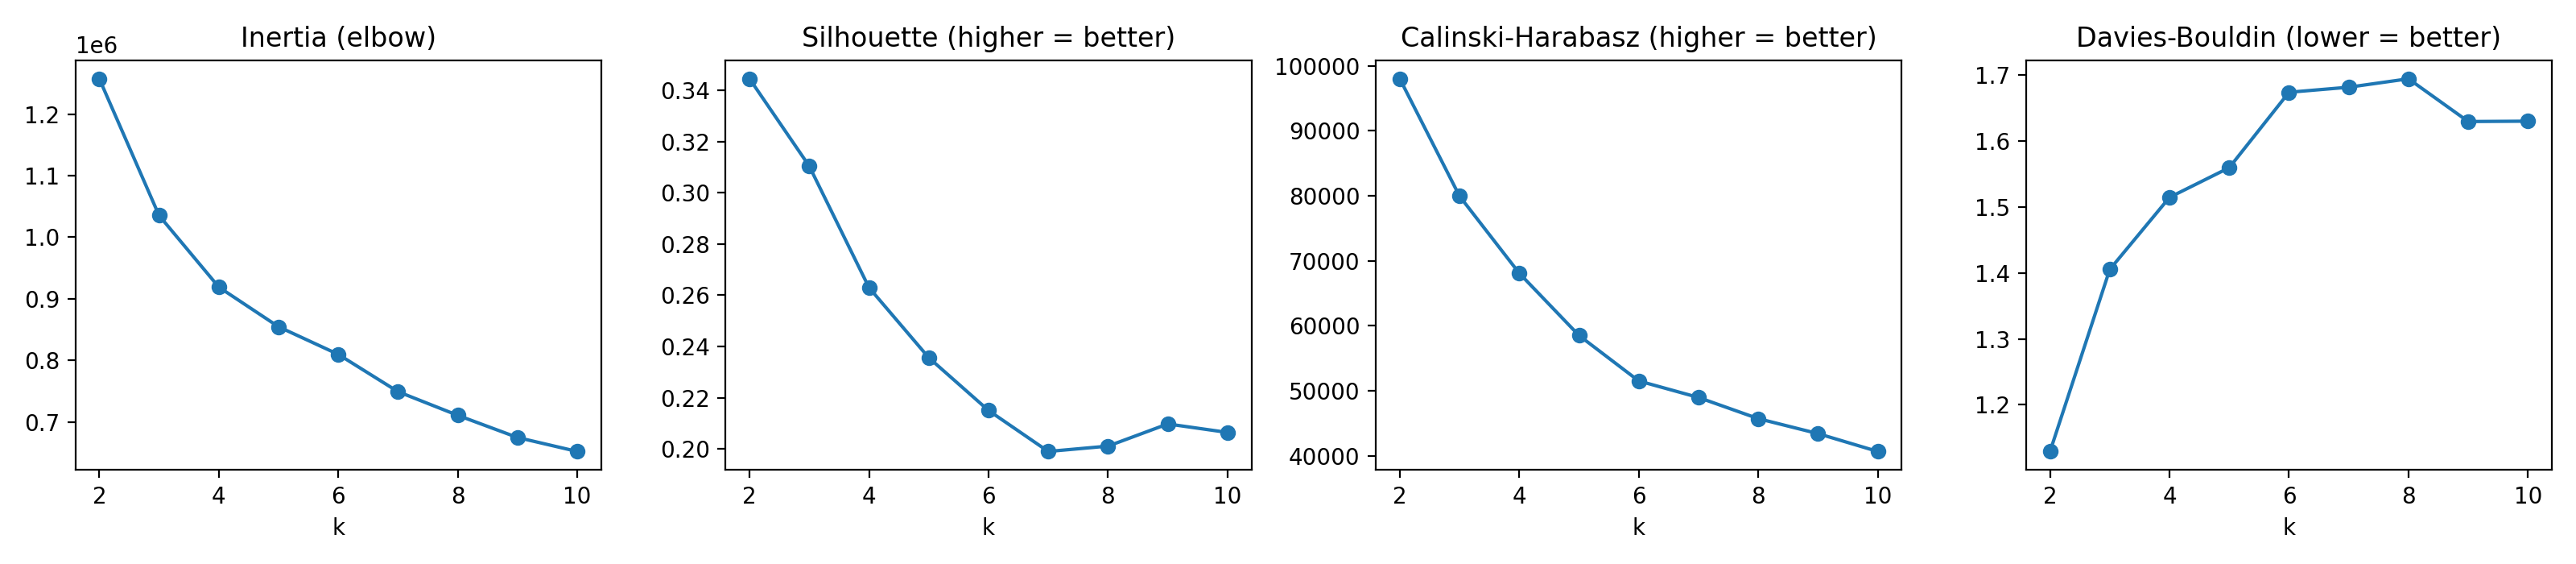 Inertia (elbow)
1e6
1.2
1.1
1.0
0.9
0.8
0.7
2 4 6 8 10
k
Silhouette (higher = better)
0.34
0.32
0.30
0.28
0.26
0.24
0.22
0.20
2 4 6 8 10
k
Calinski-Harabasz (higher = better)
100000
90000
80000
70000
60000
50000
40000
2 4 6 8 10
k
Davies-Bouldin (lower = better)
1.7
1.6
1.5
1.4
1.3
1.2
2 4 6 8 10
k